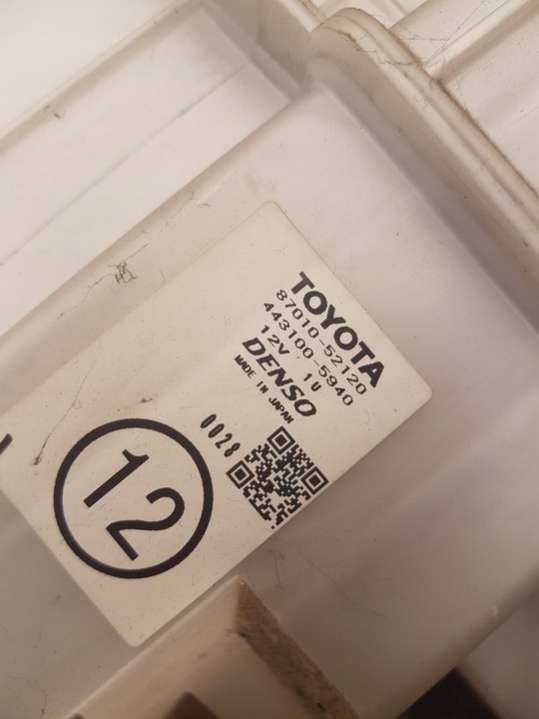 TOYOTA
87010-52120
443100-5940
12V 1U
DENSO
MADE IN JAPAN
0028
12